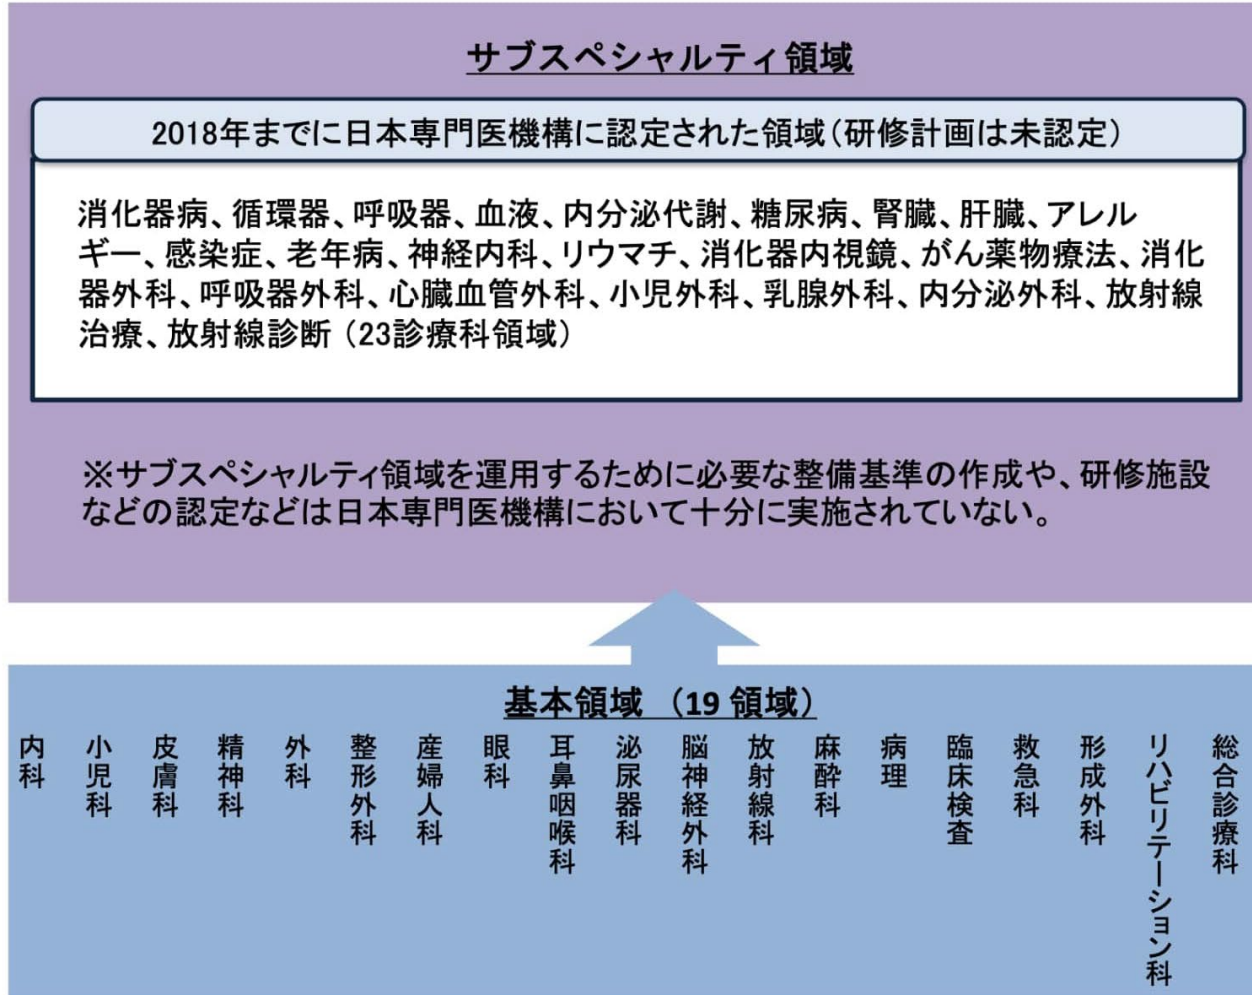 サブスペシャルティ領域
2018年までに日本専門医機構に認定された領域（研修計画は未認定）
消化器病、循環器、呼吸器、血液、内分泌代謝、糖尿病、腎臓、肝臓、アレル
ギー、感染症、老年病、神経内科、リウマチ、消化器内視鏡、がん薬物療法、消化
器外科、呼吸器外科、心臓血管外科、小児外科、乳腺外科、内分泌外科、放射線
治療、放射線診断（23診療科領域）
※サブスペシャルティ領域を運用するために必要な整備基準の作成や、研修施設
などの認定などは日本専門医機構において十分に実施されていない。
基本領域 （19 領域）
内科
小児科
皮膚科
精神科
外科
整形外科
産婦人科
眼科
耳鼻咽喉科
泌尿器科
脳神経外科
放射線科
麻酔科
病理
臨床検査
救急科
形成外科
リハビリテーション科
総合診療科